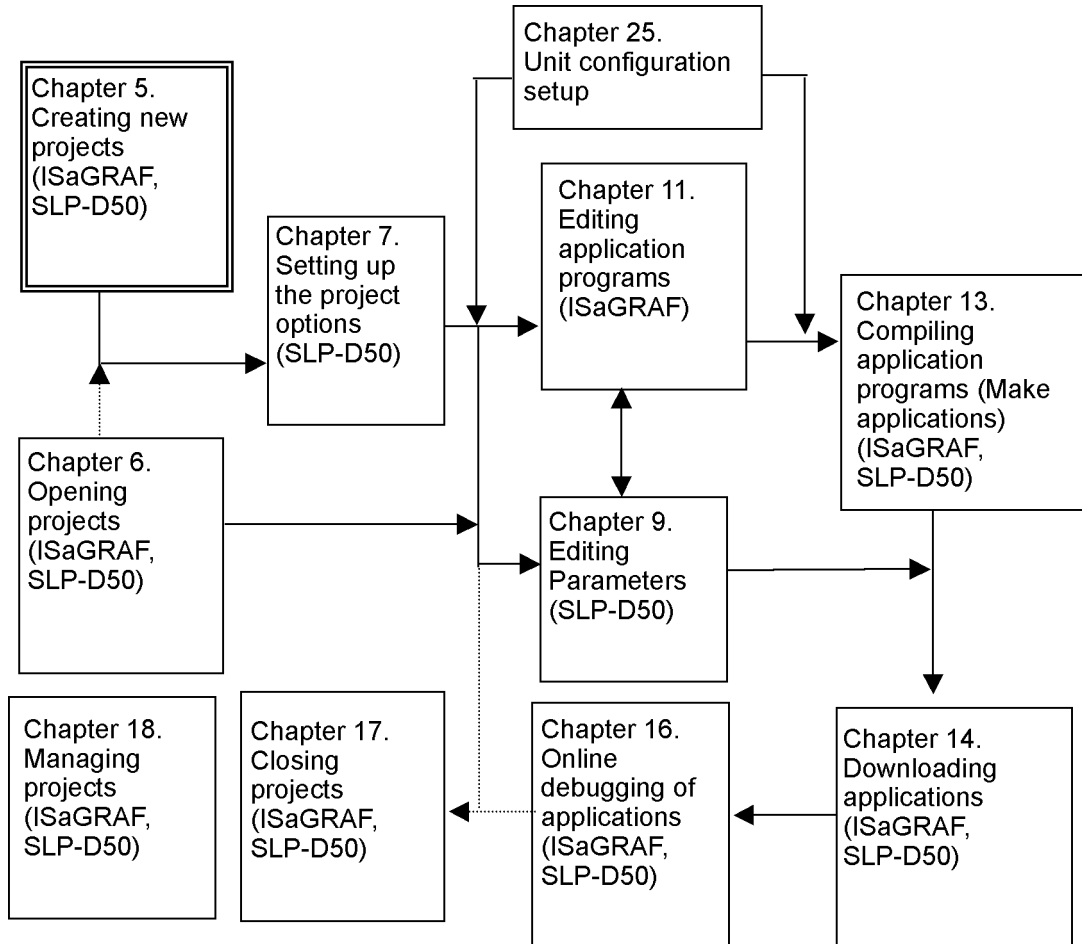 Chapter 5.
Creating new
projects
(ISaGRAF,
SLP-D50)
Chapter 25.
Unit configuration
setup
Chapter 7.
Setting up
the project
options
(SLP-D50)
Chapter 11.
Editing
application
programs
(ISaGRAF)
Chapter 13.
Compiling
application
programs (Make
applications)
(ISaGRAF,
SLP-D50)
Chapter 6.
Opening
projects
(ISaGRAF,
SLP-D50)
Chapter 9.
Editing
Parameters
(SLP-D50)
Chapter 18.
Managing
projects
(ISaGRAF,
SLP-D50)
Chapter 17.
Closing
projects
(ISaGRAF,
SLP-D50)
Chapter 16.
Online
debugging of
applications
(ISaGRAF,
SLP-D50)
Chapter 14.
Downloading
applications
(ISaGRAF,
SLP-D50)